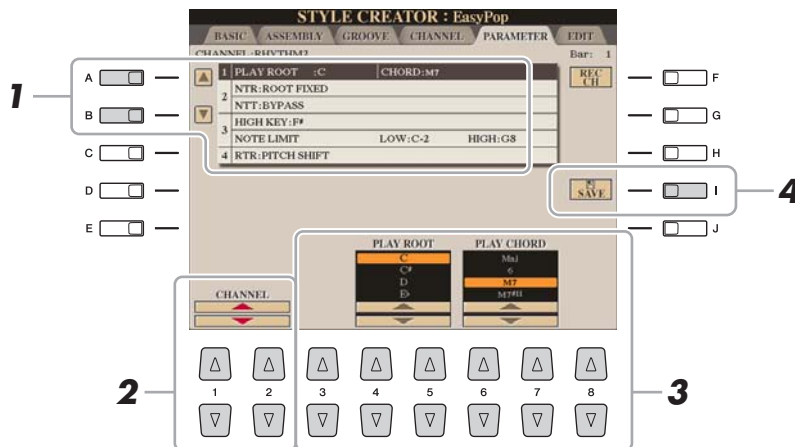 STYLE CREATOR : EasyPop
BASIC ASSEMBLY GROOVE CHANNEL PARAMETER EDIT
CHANNEL:RHYTHM2 Bar: 1
1 PLAY ROOT :C CHORD:M7
2 NTR:ROOT FIXED
NTT:BYPASS
3 HIGH KEY:F#
NOTE LIMIT LOW:C-2 HIGH:G8
4 RTR:PITCH SHIFT
REC CH
SAVE
A
B
C
D
E
F
G
H
I
J
1
4
PLAY ROOT PLAY CHORD
C Maj
C# 6
D M7
E♭ M7#11
CHANNEL
2
1 2 3 4 5 6 7 8
3